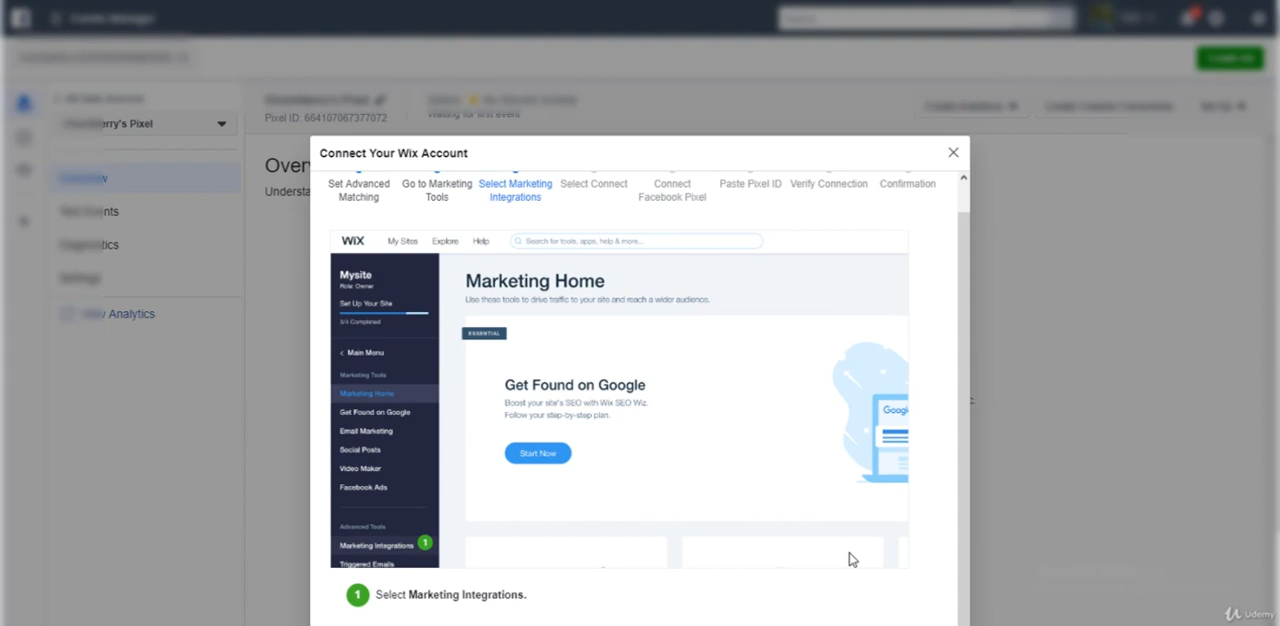 Pixel ID: 664107067377072
Waiting for first event
Connect Your Wix Account
Set Advanced Matching
Go to Marketing Tools
Select Marketing Integrations
Select Connect
Connect Facebook Pixel
Paste Pixel ID
Verify Connection
Confirmation
WiX
My Sites
Explore
Help
Search for tools, apps, help & more...
Mysite
Role: Owner
Set Up Your Site
3/4 Completed
Main Menu
Marketing Tools
Marketing Home
Get Found on Google
Email Marketing
Social Posts
Video Maker
Facebook Ads
Advanced Tools
Marketing Integrations
1
Triggered Emails
Marketing Home
Use these tools to drive traffic to your site and reach a wider audience.
ESSENTIAL
Get Found on Google
Boost your site's SEO with Wix SEO Wiz.
Follow your step-by-step plan.
Start Now
Google
1
Select Marketing Integrations.
Analytics
Udemy